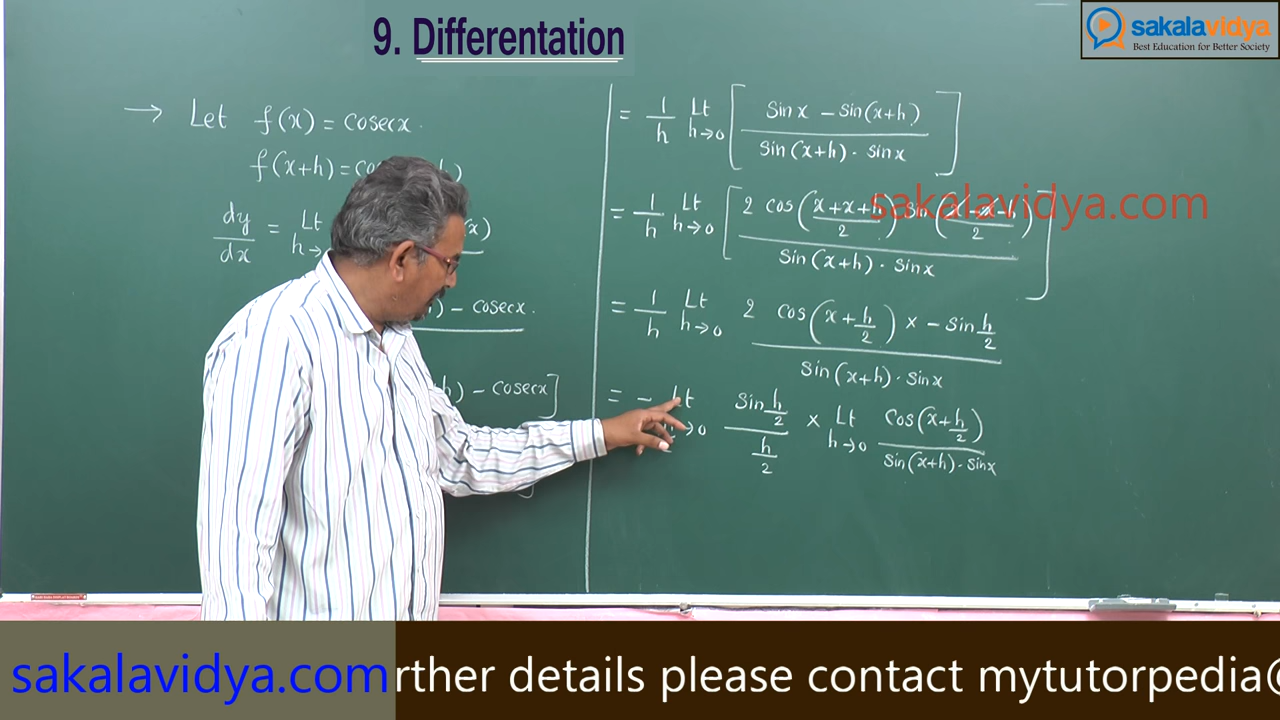 9. Differentation
sakalavidya
Best Education for Better Society
→ Let f(x) = cosecx.
f(x+h) = co h)
dy/dx = Lt h→ (x)
) - cosecx.
h) - cosecx]
= 1/h Lt h→0 [ (Sinx - sin(x+h)) / (Sin(x+h) · sinx) ]
= 1/h Lt h→0 [ (2 cos((x+x+h)/2) sin((x-x-h)/2)) / (Sin(x+h) · sinx) ]
sakalavidya.com
= 1/h Lt h→0 (2 cos(x+h/2) × - sin h/2) / (Sin(x+h) · sinx)
= - Lt →0 (Sin h/2) / (h/2) × Lt h→0 (cos(x+h/2)) / (sin(x+h) · sinx)
sakalavidya.com rther details please contact mytutorpedia@